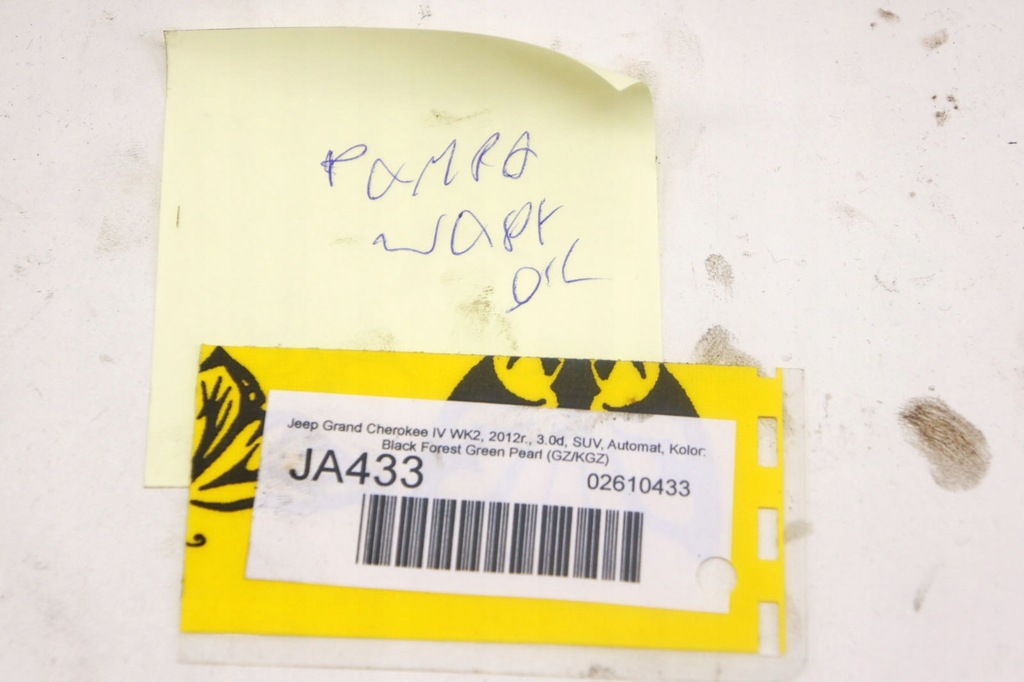 POMPA
WSPY
OIL
Jeep Grand Cherokee IV WK2, 2012r., 3.0d, SUV, Automat, Kolor:
Black Forest Green Pearl (GZ/KGZ)
JA433
02610433